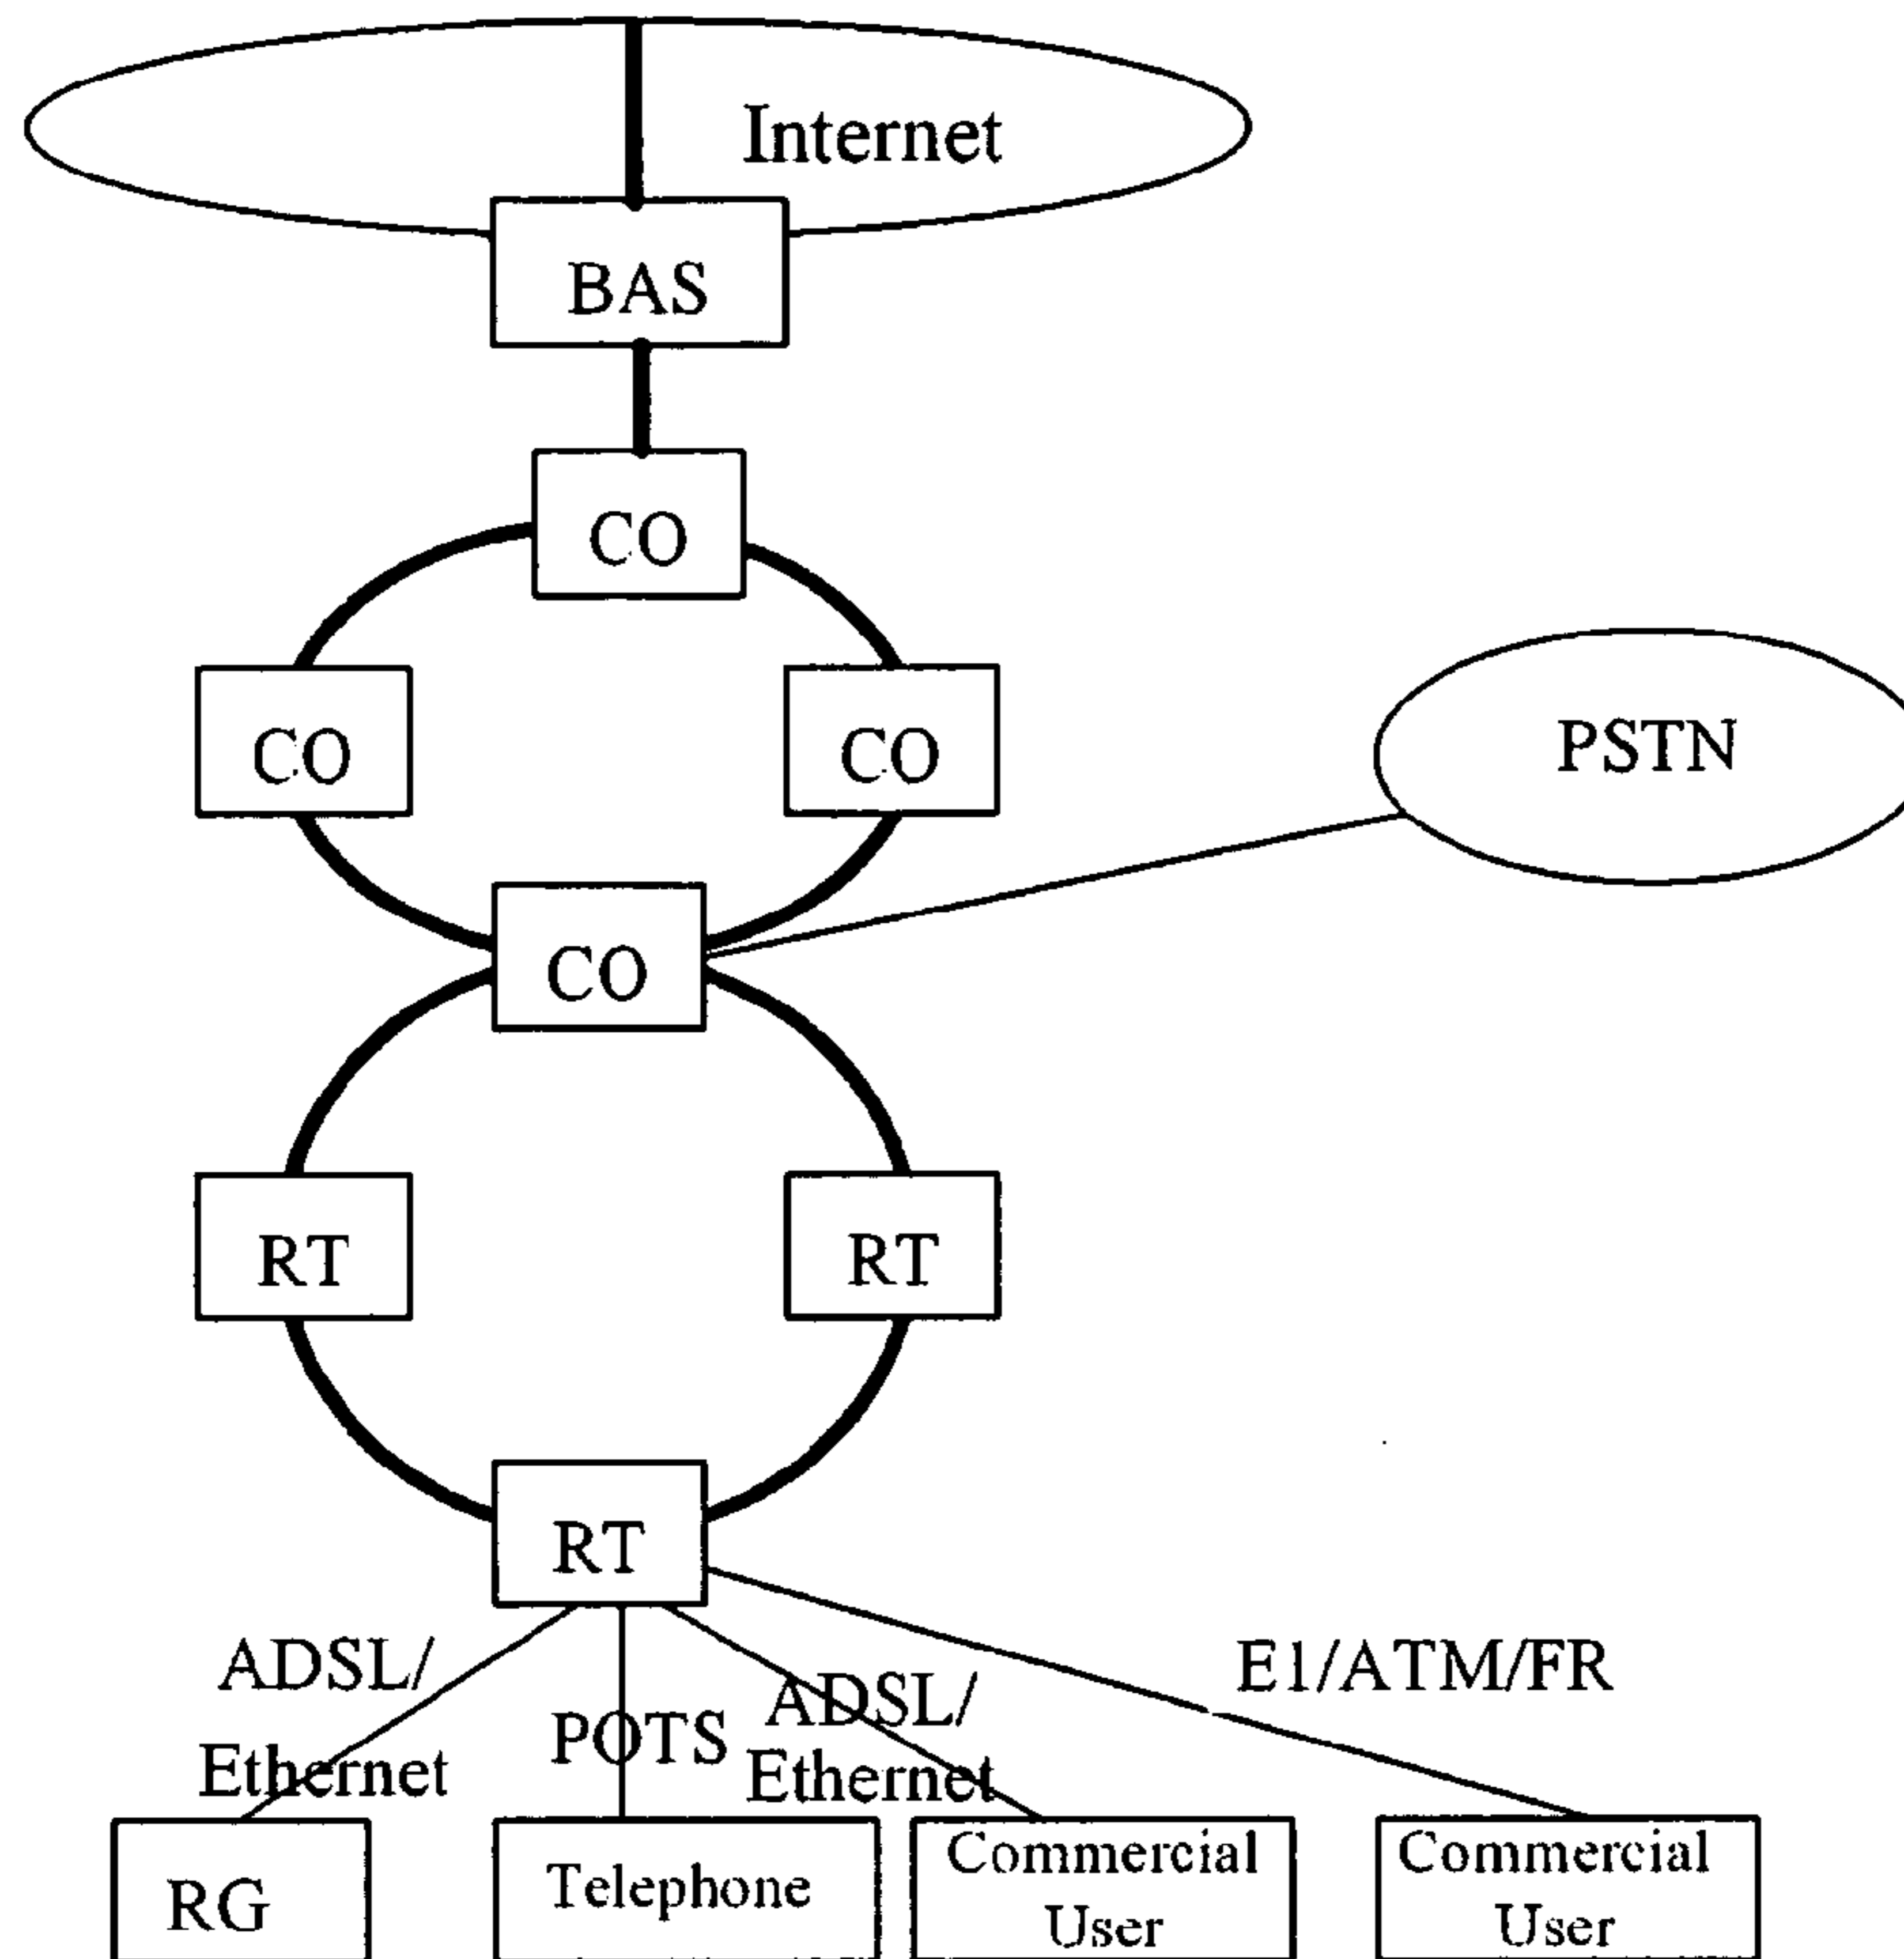 Internet
BAS
CO
CO
CO
PSTN
CO
RT
RT
RT
ADSL/
Ethernet
POTS
ADSL/
Ethernet
E1/ATM/FR
RG
Telephone
Commercial
User
Commercial
User